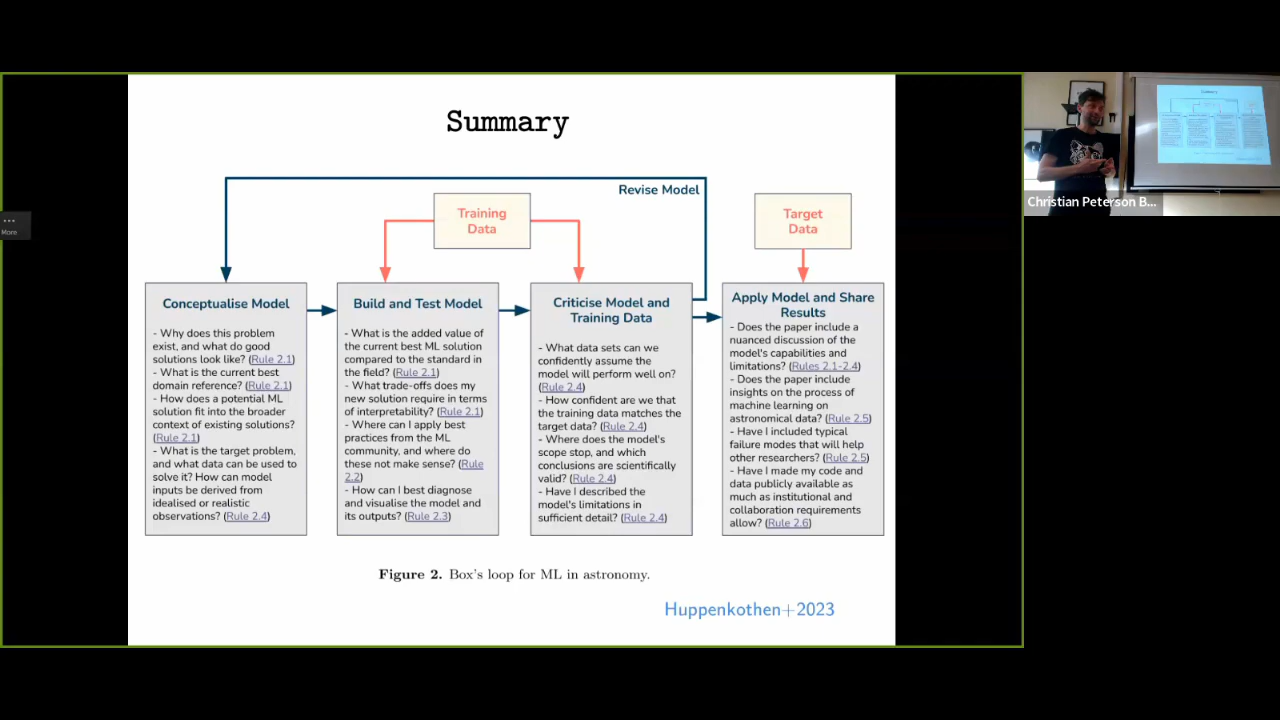 Summary
Revise Model
Training
Data
Target
Data
Conceptualise Model
- Why does this problem
exist, and what do good
solutions look like? (Rule 2.1)
- What is the current best
domain reference? (Rule 2.1)
- How does a potential ML
solution fit into the broader
context of existing solutions?
(Rule 2.1)
- What is the target problem,
and what data can be used to
solve it? How can model
inputs be derived from
idealised or realistic
observations? (Rule 2.4)
Build and Test Model
- What is the added value of
the current best ML solution
compared to the standard in
the field? (Rule 2.1)
- What trade-offs does my
new solution require in terms
of interpretability? (Rule 2.1)
- Where can I apply best
practices from the ML
community, and where do
these not make sense? (Rule
2.2)
- How can I best diagnose
and visualise the model and
its outputs? (Rule 2.3)
Criticise Model and
Training Data
- What data sets can we
confidently assume the
model will perform well on?
(Rule 2.4)
- How confident are we that
the training data matches the
target data? (Rule 2.4)
- Where does the model's
scope stop, and which
conclusions are scientifically
valid? (Rule 2.4)
- Have I described the
model's limitations in
sufficient detail? (Rule 2.4)
Apply Model and Share
Results
- Does the paper include a
nuanced discussion of the
model's capabilities and
limitations? (Rules 2.1-2.4)
- Does the paper include
insights on the process of
machine learning on
astronomical data? (Rule 2.5)
- Have I included typical
failure modes that will help
other researchers? (Rule 2.5)
- Have I made my code and
data publicly available as
much as institutional and
collaboration requirements
allow? (Rule 2.6)
Figure 2. Box's loop for ML in astronomy.
Huppenkothen+2023
More
Christian Peterson B...
Summary